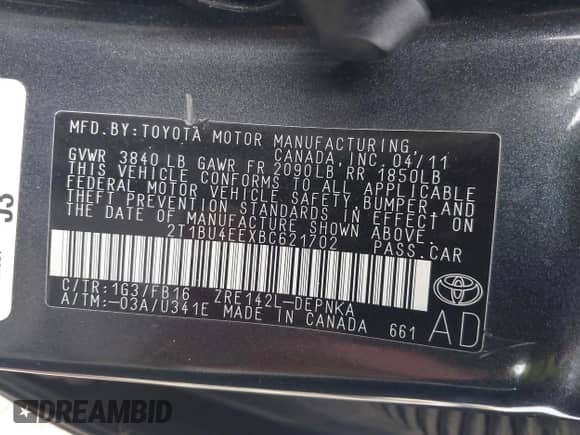 MFD.BY:TOYOTA MOTOR MANUFACTURING,
CANADA, INC. 04/11
GVWR 3840 LB GAWR FR 2090LB RR 1850LB
THIS VEHICLE CONFORMS TO ALL APPLICABLE
FEDERAL MOTOR VEHICLE SAFETY, BUMPER, AND
THEFT PREVENTION STANDARDS IN EFFECT ON
THE DATE OF MANUFACTURE SHOWN ABOVE.
2T1BU4EEXBC621702 PASS.CAR
C/TR:1G3/FB16 ZRE142L-DEPNKA
A/TM:-03A/U341E MADE IN CANADA 661
AD
J3
DREAMBID